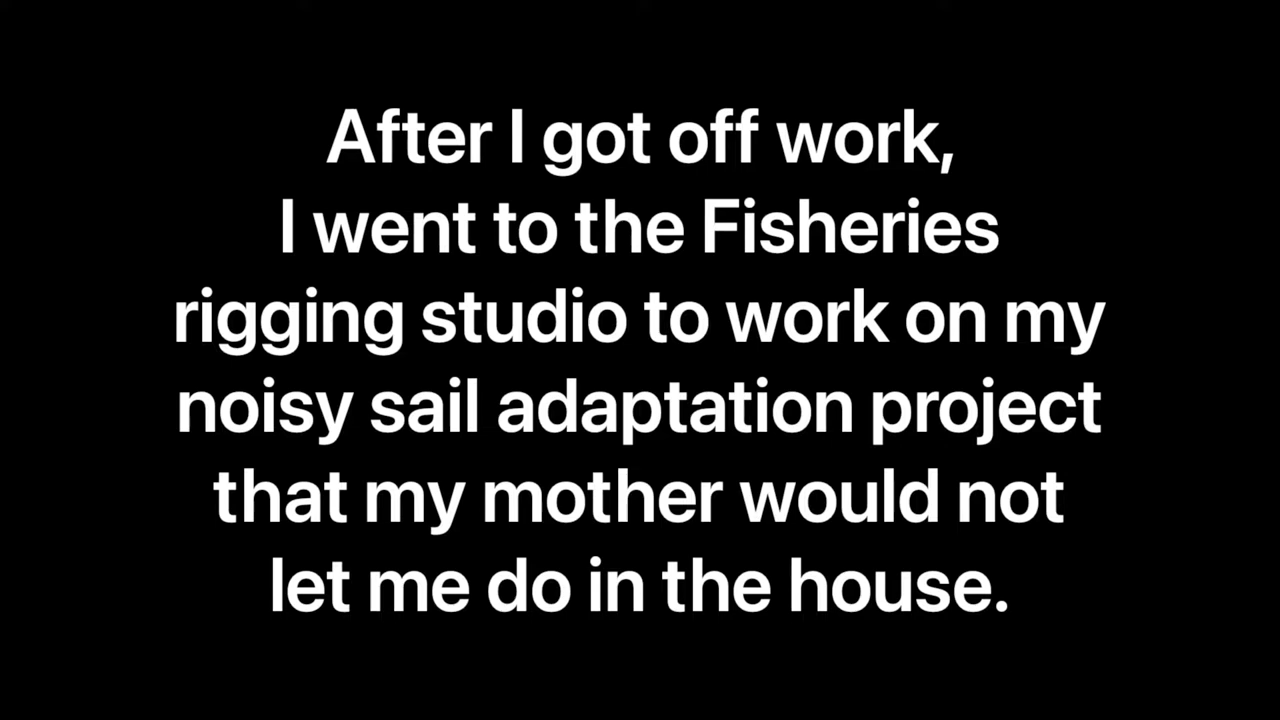 After I got off work,
I went to the Fisheries
rigging studio to work on my
noisy sail adaptation project
that my mother would not
let me do in the house.